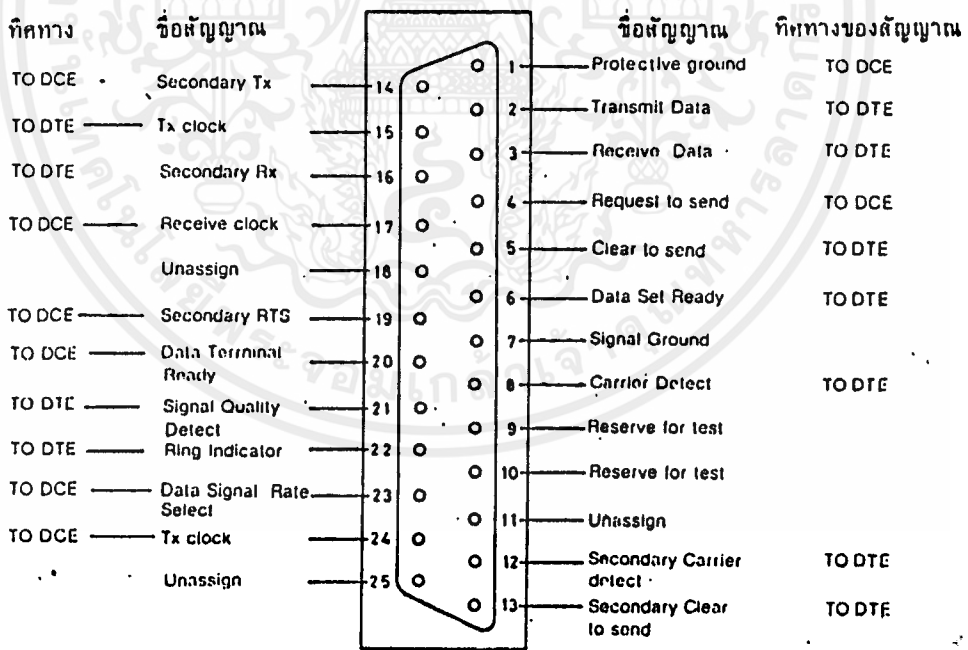 ทิศทาง ชื่อสัญญาณ ชื่อสัญญาณ ทิศทางของสัญญาณ
TO DCE Secondary Tx 14 1 Protective ground TO DCE
TO DTE Tx clock 15 2 Transmit Data TO DTE
TO DTE Secondary Rx 16 3 Receive Data TO DTE
TO DCE Receive clock 17 4 Request to send TO DCE
Unassign 18 5 Clear to send TO DTE
TO DCE Secondary RTS 19 6 Data Set Ready TO DTE
TO DCE Data Terminal 20 7 Signal Ground
Ready
TO DTE Signal Quality 21 8 Carrier Detect TO DTE
Detect
TO DTE Ring Indicator 22 9 Reserve for test
TO DCE Data Signal Rate 23 10 Reserve for test
Select
TO DCE Tx clock 24 11 Unassign
Unassign 25 12 Secondary Carrier TO DTE
detect
13 Secondary Clear TO DTE
to send